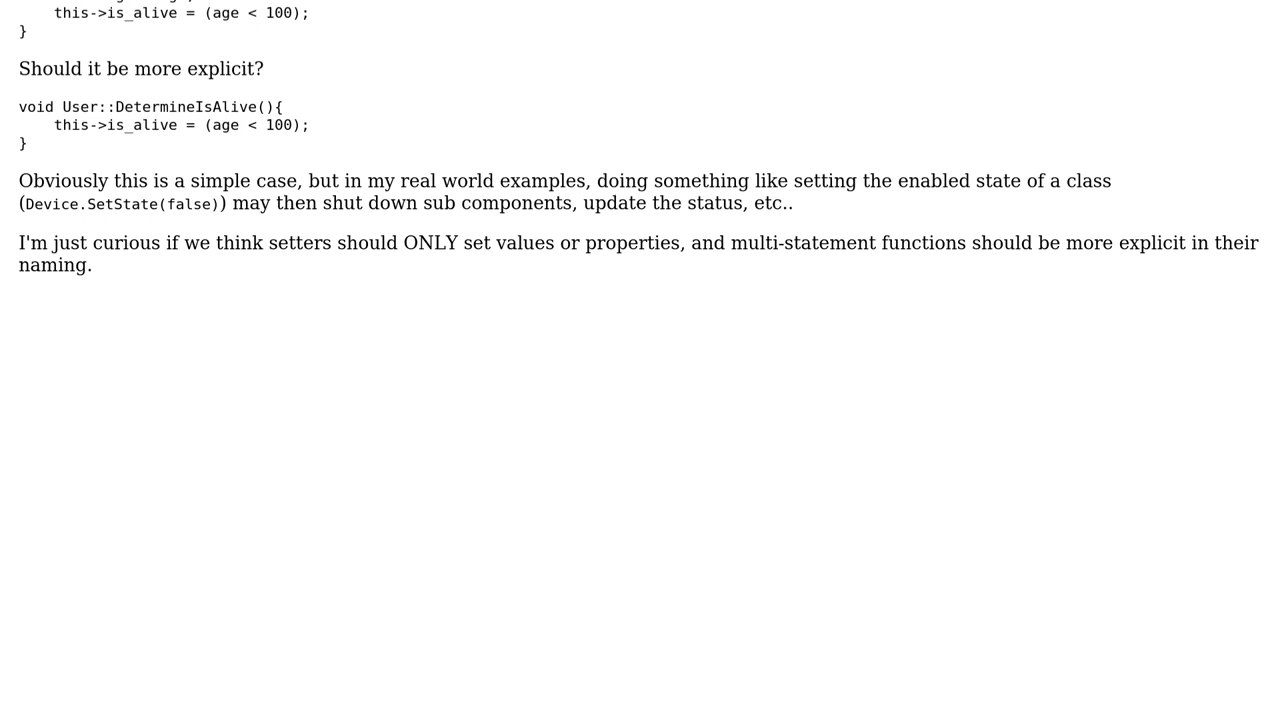 this->is_alive = (age < 100);
}
Should it be more explicit?
void User::DetermineIsAlive(){
    this->is_alive = (age < 100);
}
Obviously this is a simple case, but in my real world examples, doing something like setting the enabled state of a class
(Device.SetState(false)) may then shut down sub components, update the status, etc..
I'm just curious if we think setters should ONLY set values or properties, and multi-statement functions should be more explicit in their
naming.